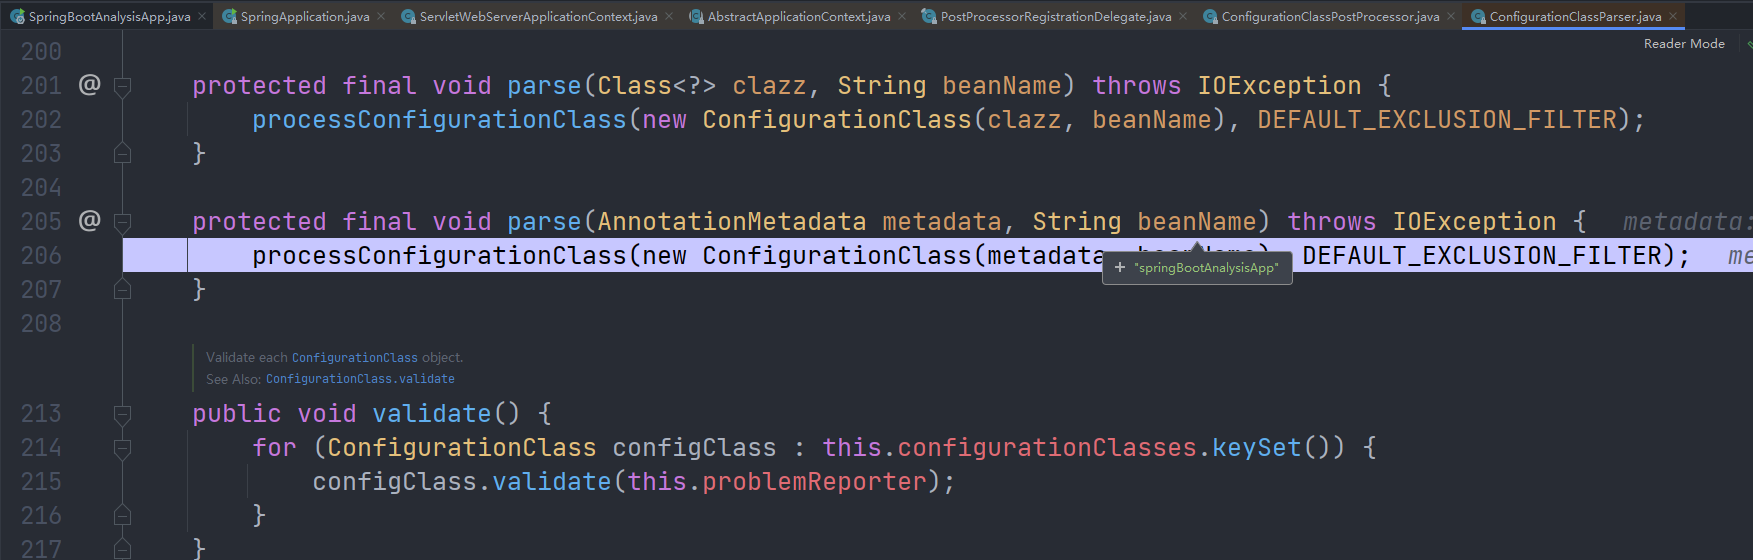 SpringBootAnalysisApp.java SpringApplication.java ServletWebServerApplicationContext.java AbstractApplicationContext.java PostProcessorRegistrationDelegate.java ConfigurationClassPostProcessor.java ConfigurationClassParser.java
Reader Mode
200
201 @ protected final void parse(Class<?> clazz, String beanName) throws IOException {
202 processConfigurationClass(new ConfigurationClass(clazz, beanName), DEFAULT_EXCLUSION_FILTER);
203 }
204
205 @ protected final void parse(AnnotationMetadata metadata, String beanName) throws IOException { metadata:
206 processConfigurationClass(new ConfigurationClass(metadata, beanName), DEFAULT_EXCLUSION_FILTER); me
+ "springBootAnalysisApp"
207 }
208
Validate each ConfigurationClass object.
See Also: ConfigurationClass.validate
213 public void validate() {
214 for (ConfigurationClass configClass : this.configurationClasses.keySet()) {
215 configClass.validate(this.problemReporter);
216 }
217 }